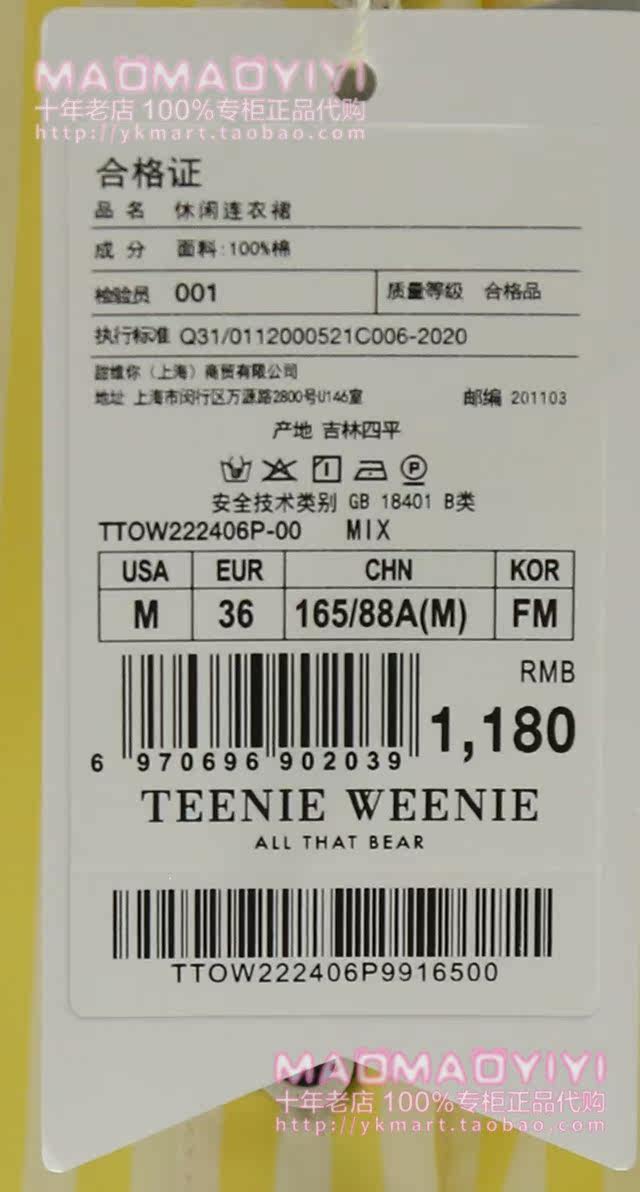 MAOMAOYIYI
十年老店 100%专柜正品代购
http://ykmart.taobao.com
合格证
品 名 休闲连衣裙
成 分 面料:100%棉
检验员 001 质量等级 合格品
执行标准 Q31/0112000521C006-2020
甜维你（上海）商贸有限公司
地址 上海市闵行区万源路2800号U146室 邮编 201103
产地 吉林四平
安全技术类别 GB 18401 B类
TTOW222406P-00 MIX
USA EUR CHN KOR
M 36 165/88A(M) FM
RMB
1,180
6 970696 902039
TEENIE WEENIE
ALL THAT BEAR
TTOW222406P9916500
MAOMAOYIYI
十年老店 100%专柜正品代购
http://ykmart.taobao.com